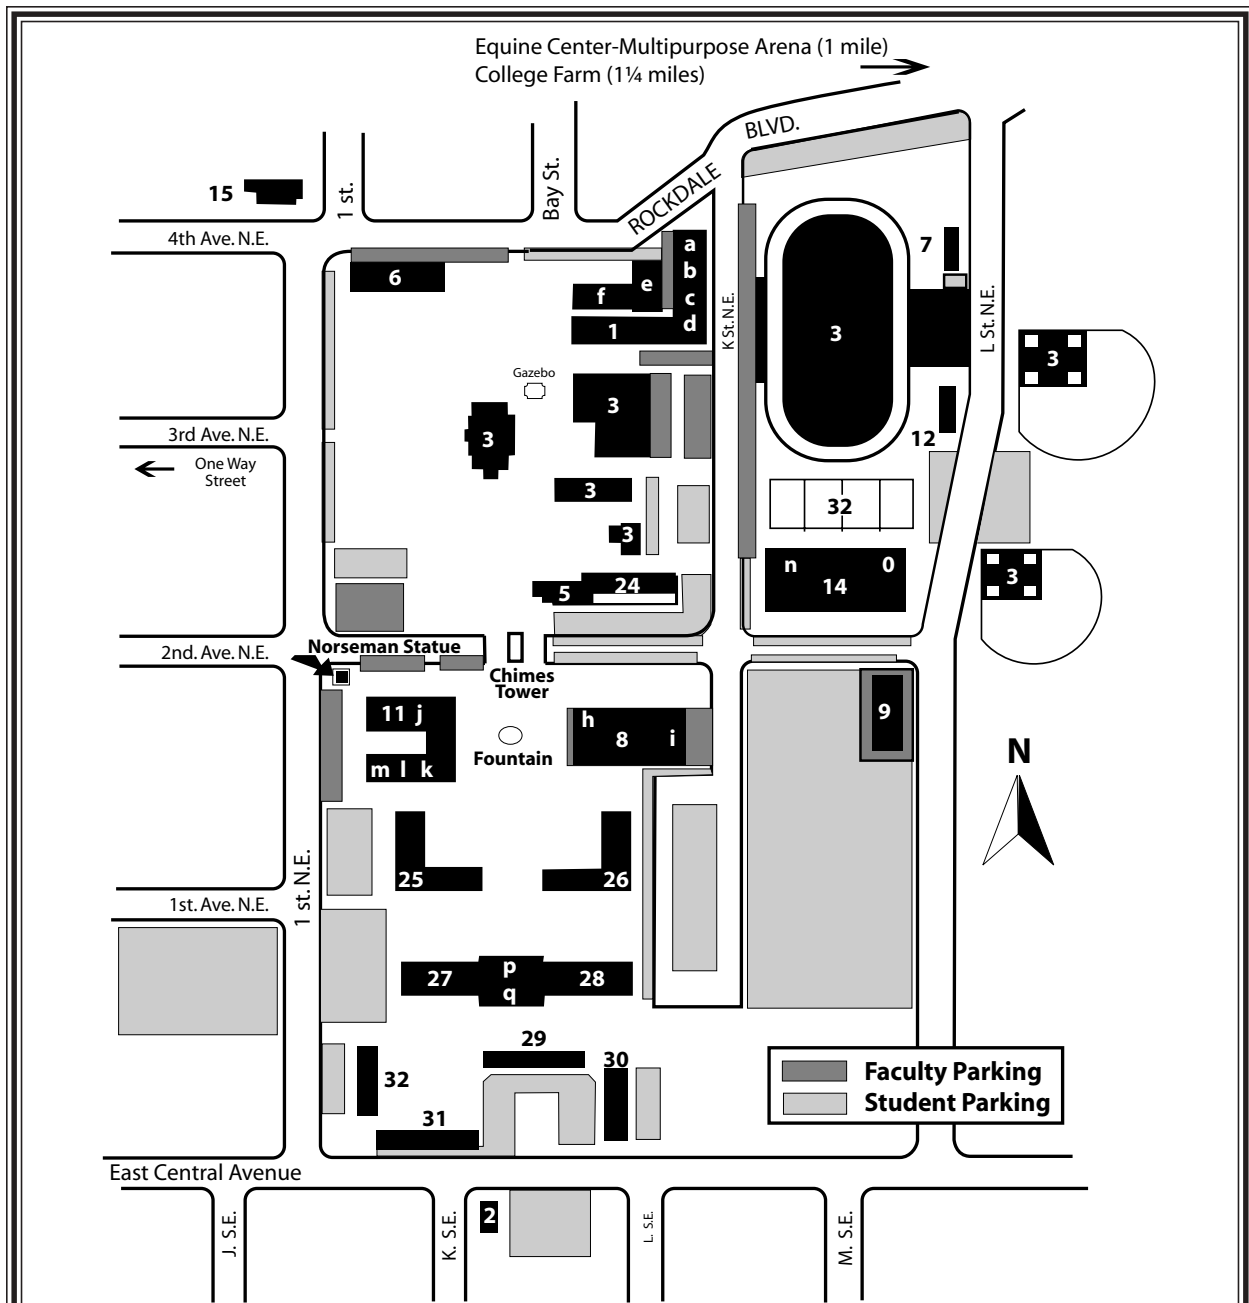 Equine Center-Multipurpose Arena (1 mile)
College Farm (1¼ miles)
BLVD.
ROCKDALE
Bay St.
1 st.
15
4th Ave. N.E.
6
a
b
c
d
e
f
1
K St. N.E.
7
L St. N.E.
3
3
Gazebo
3
3
12
3rd Ave. N.E.
One Way
Street
3
32
3
n
0
14
3
24
5
Norseman Statue
2nd. Ave. N.E.
Chimes
Tower
11 j
m l k
Fountain
h
8
i
9
N
25
26
1 st. N.E.
1st. Ave. N.E.
27
p
q
28
29
30
32
31
Faculty Parking
Student Parking
East Central Avenue
J. S.E.
K. S.E.
2
L. S.E.
M. S.E.